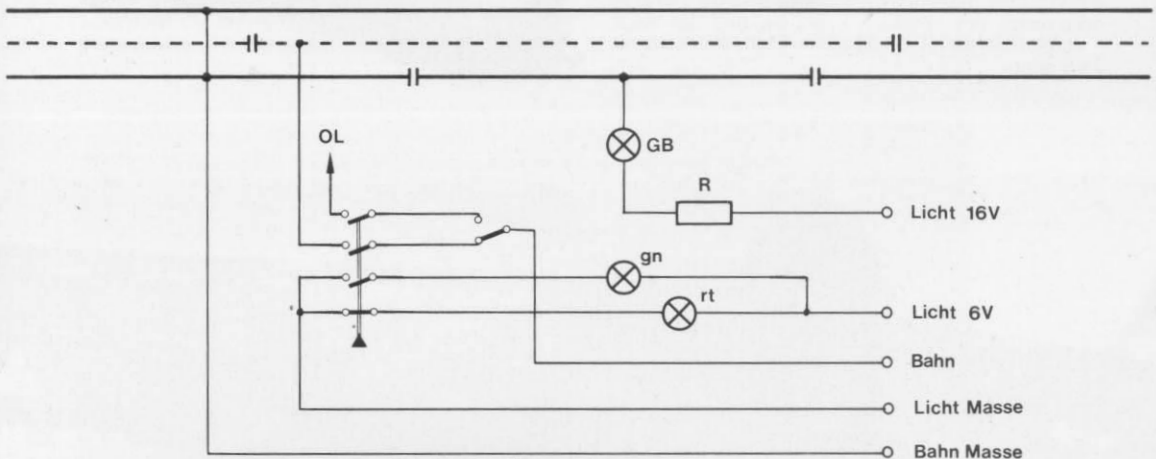 OL
GB
R
Licht 16V
gn
rt
Licht 6V
Bahn
Licht Masse
Bahn Masse